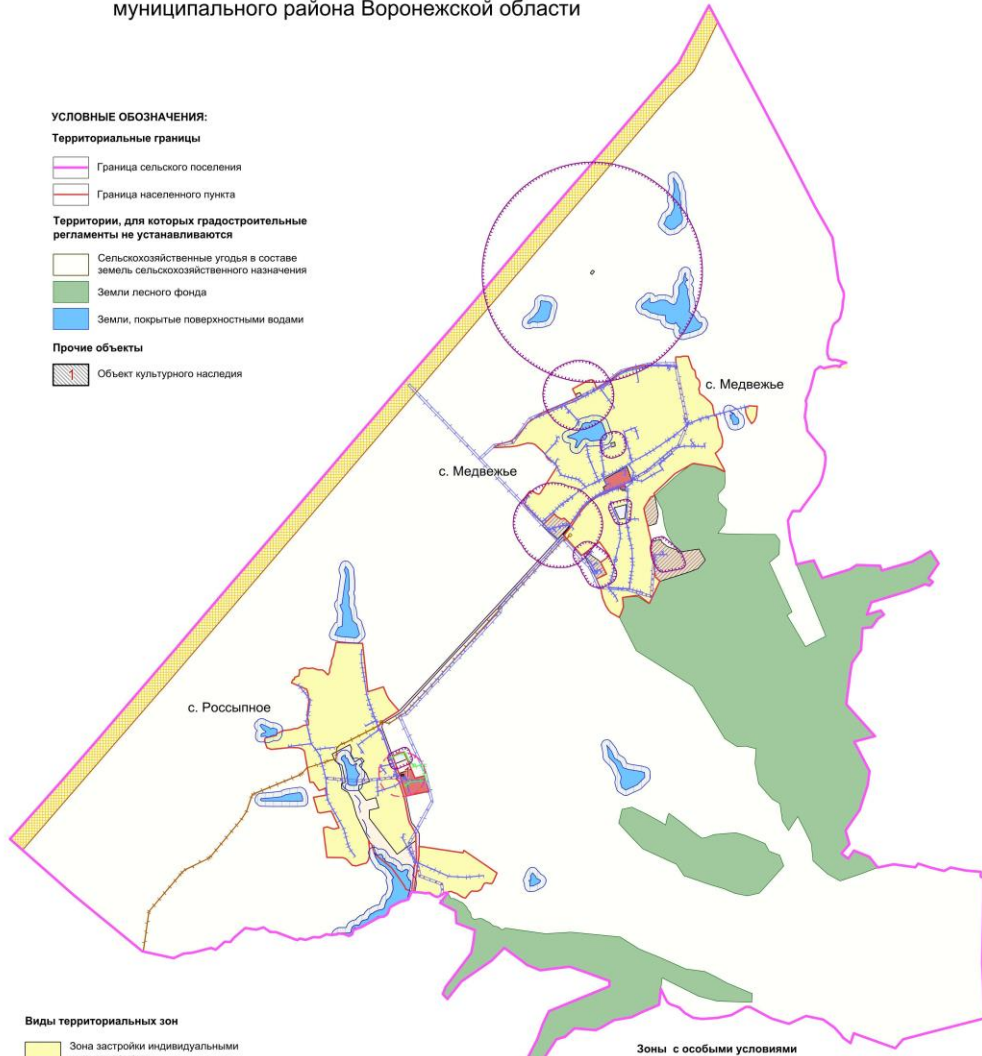 муниципального района Воронежской области
УСЛОВНЫЕ ОБОЗНАЧЕНИЯ:
Территориальные границы
Граница сельского поселения
Граница населенного пункта
Территории, для которых градостроительные
регламенты не устанавливаются
Сельскохозяйственные угодья в составе
земель сельскохозяйственного назначения
Земли лесного фонда
Земли, покрытые поверхностными водами
Прочие объекты
1 Объект культурного наследия
с. Медвежье
с. Медвежье
с. Россыпное
Виды территориальных зон
Зона застройки индивидуальными
Зоны с особыми условиями